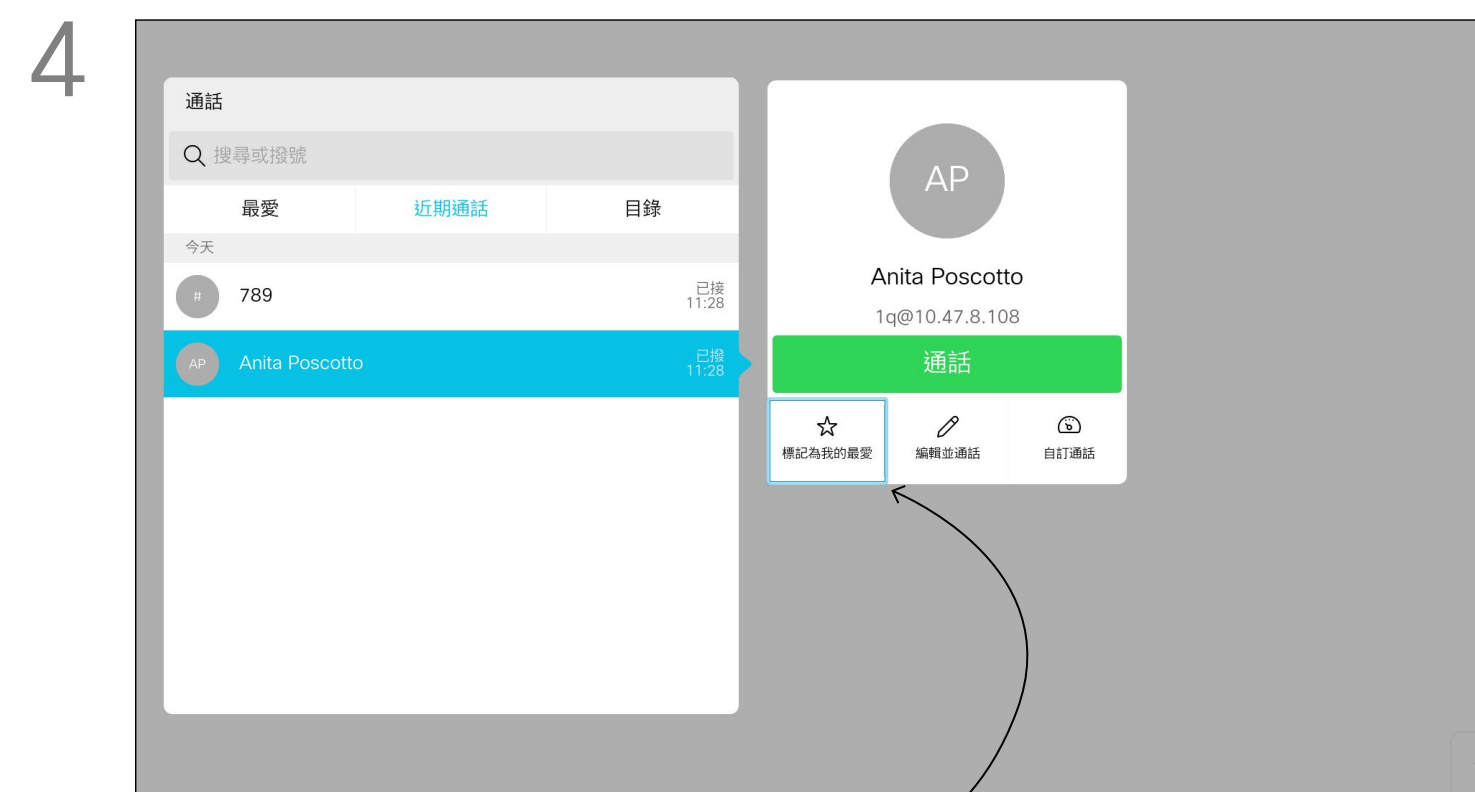 4
通話
搜尋或撥號
最愛 近期通話 目錄
今天
# 789 已接
11:28
AP Anita Poscotto 已撥
11:28
AP
Anita Poscotto
1q@10.47.8.108
通話
標記為我的最愛 編輯並通話 自訂通話